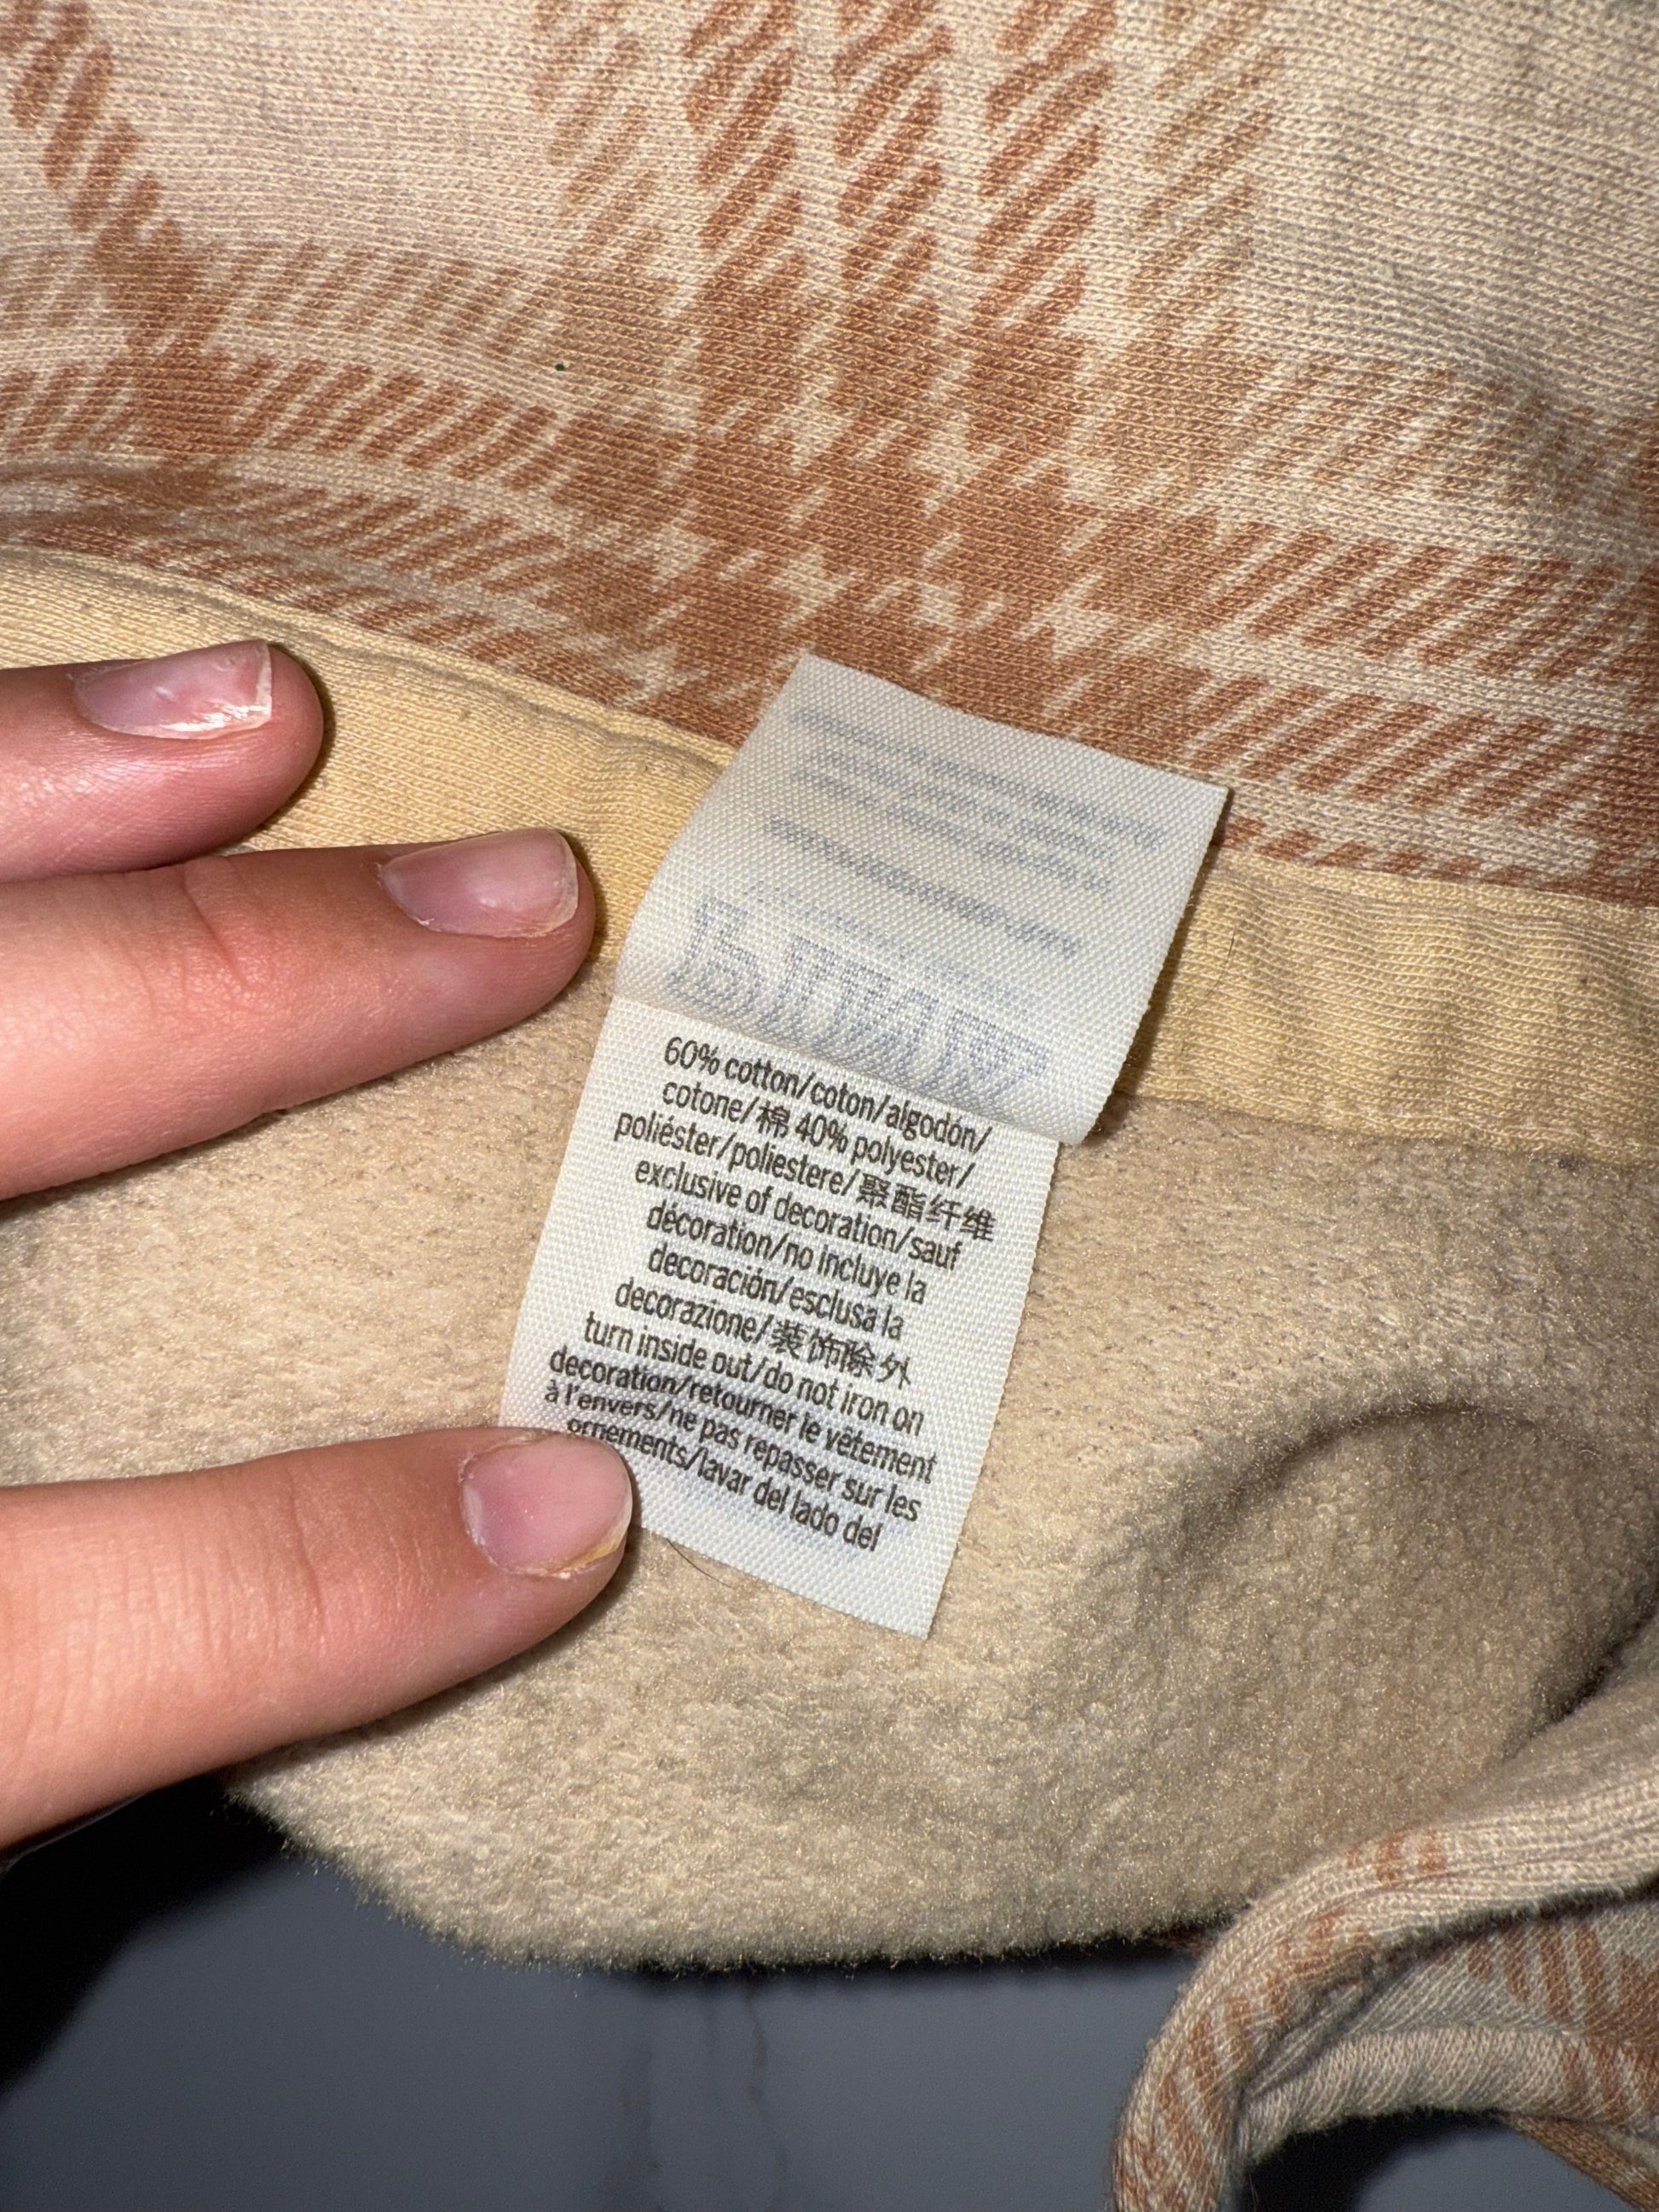 60% cotton/coton/algodón/
cotone/棉 40% polyester/
poliéster/poliestere/聚酯纤维
exclusive of decoration/sauf
décoration/no incluye la
decoración/esclusa la
decorazione/装饰除外
turn inside out/do not iron on
decoration/retourner le vêtement
à l'envers/ne pas repasser sur les
ornements/lavar del lado del